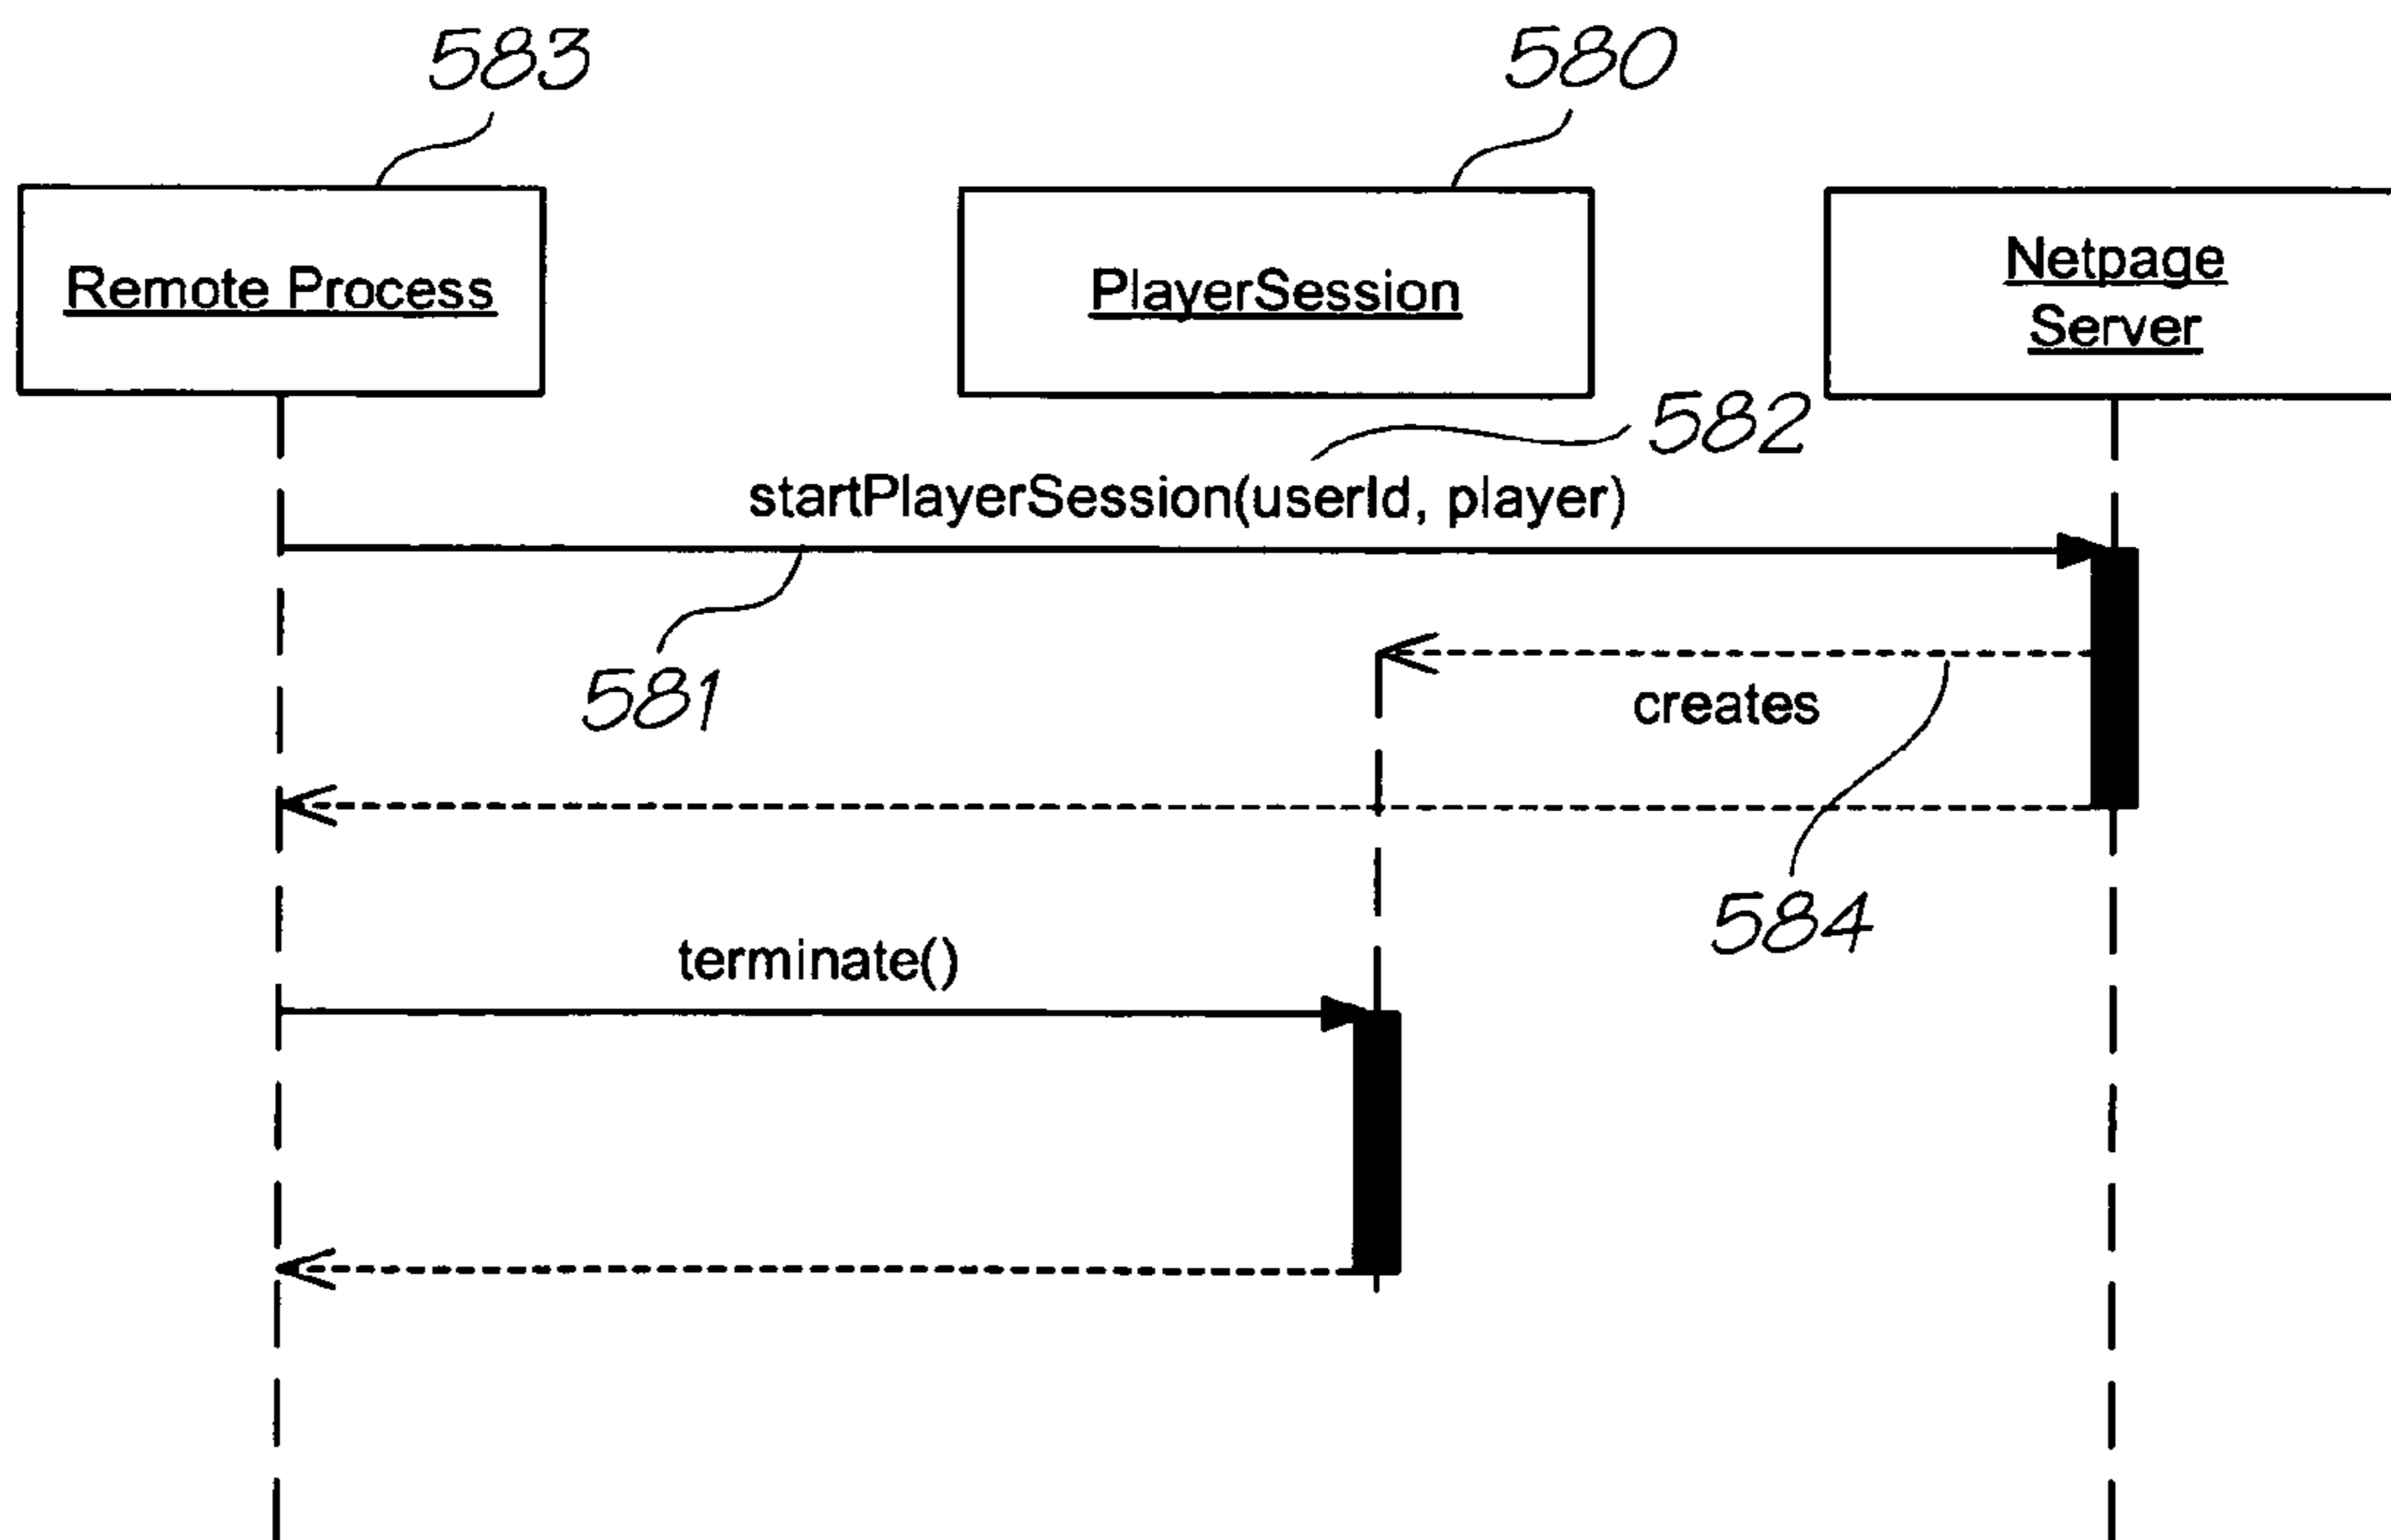 583
580
Remote Process
PlayerSession
Netpage
Server
582
startPlayerSession(userId, player)
581
creates
584
terminate()